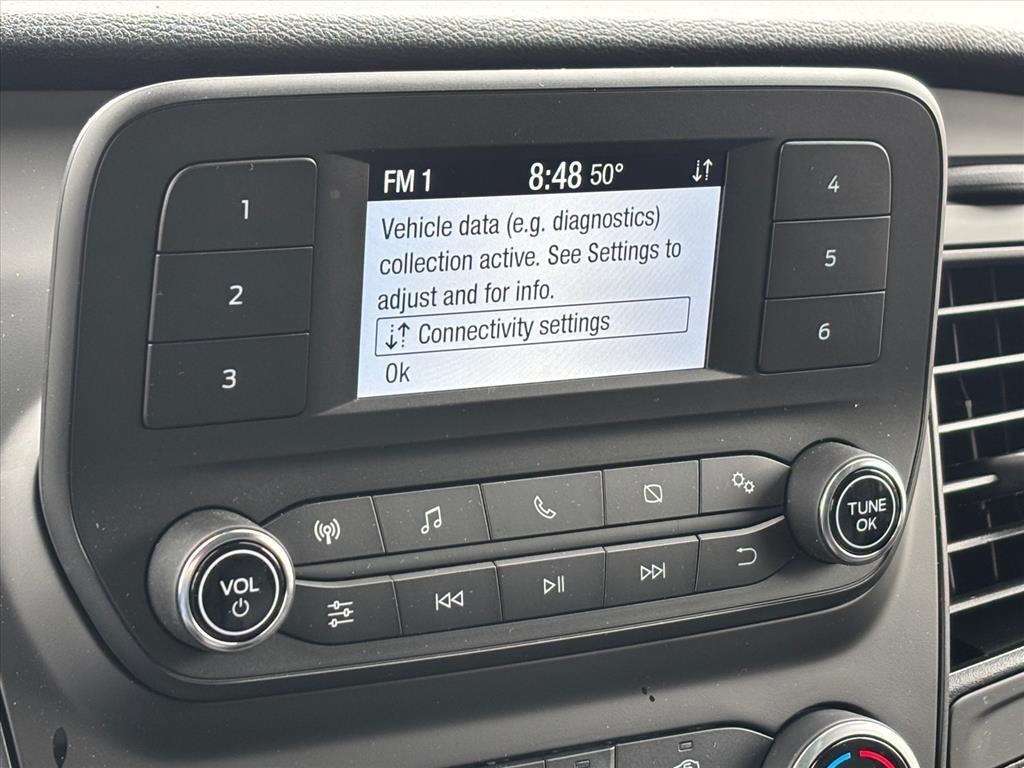 FM 1 8:48 50°
Vehicle data (e.g. diagnostics)
collection active. See Settings to
adjust and for info.
Connectivity settings
Ok
1
2
3
4
5
6
VOL
TUNE
OK